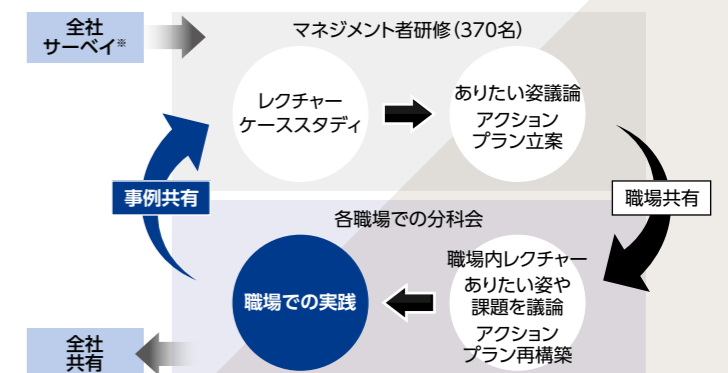 全社
サーベイ※
マネジメント者研修(370名)
レクチャー
ケーススタディ
ありたい姿議論
アクション
プラン立案
事例共有
職場共有
各職場での分科会
職場での実践
職場内レクチャー
ありたい姿や
課題を議論
アクション
プラン再構築
全社
共有